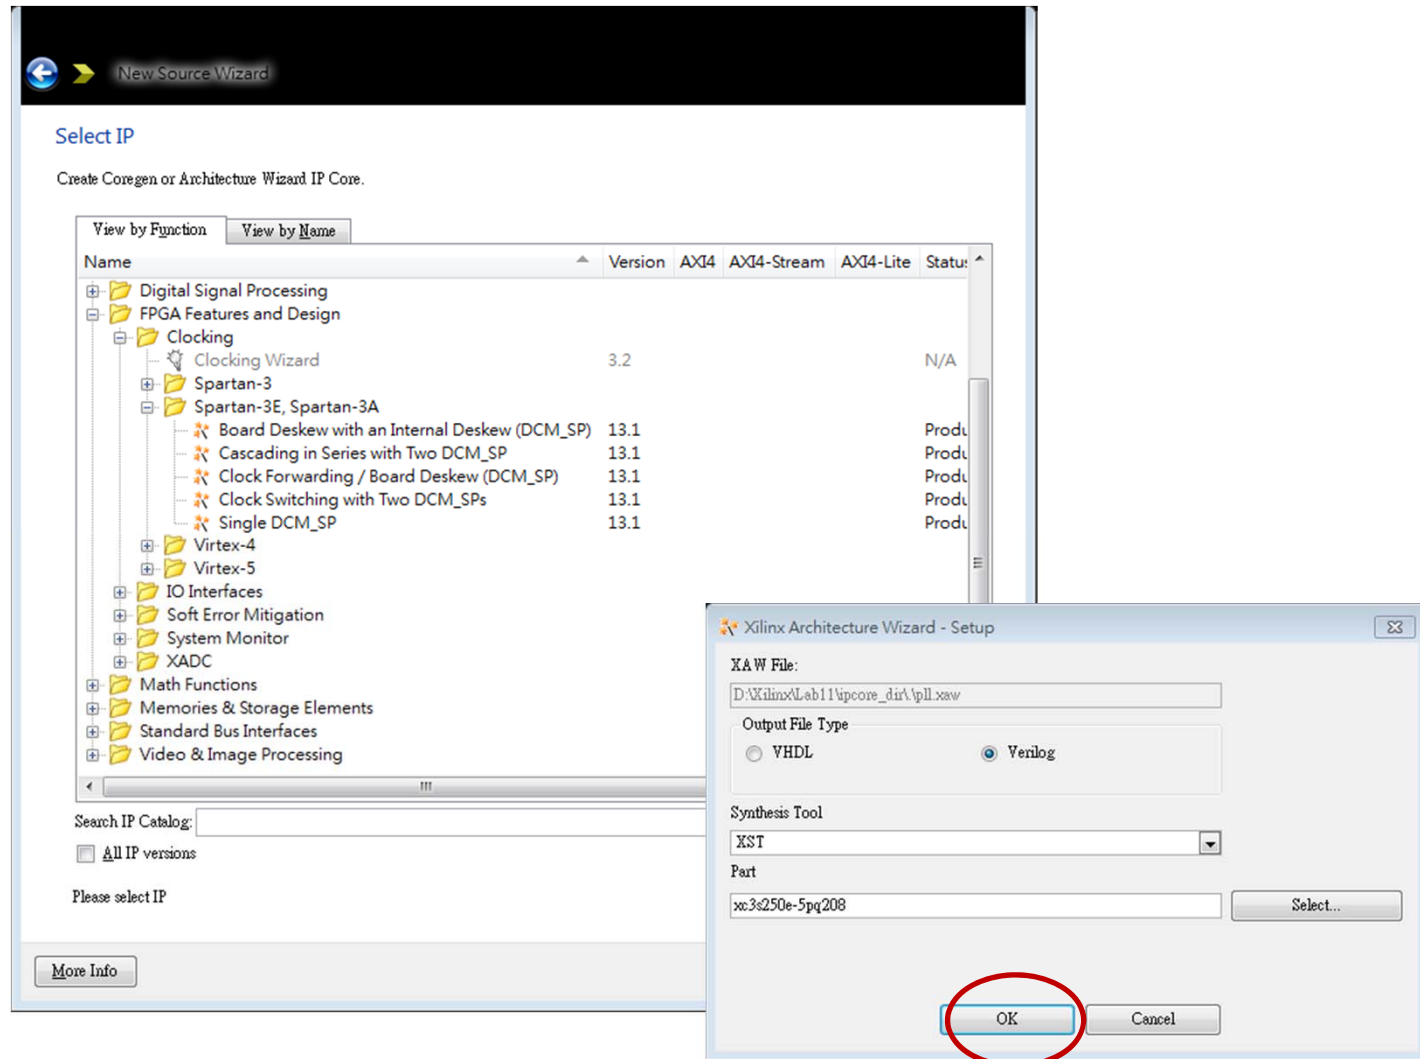 New Source Wizard
Select IP
Create Coregen or Architecture Wizard IP Core.
View by Function View by Name
Name Version AXI4 AXI4-Stream AXI4-Lite Status
Digital Signal Processing
FPGA Features and Design
Clocking
Clocking Wizard 3.2 N/A
Spartan-3
Spartan-3E, Spartan-3A
Board Deskew with an Internal Deskew (DCM_SP) 13.1 Produ
Cascading in Series with Two DCM_SP 13.1 Produ
Clock Forwarding / Board Deskew (DCM_SP) 13.1 Produ
Clock Switching with Two DCM_SPs 13.1 Produ
Single DCM_SP 13.1 Produ
Virtex-4
Virtex-5
IO Interfaces
Soft Error Mitigation
System Monitor
XADC
Math Functions
Memories & Storage Elements
Standard Bus Interfaces
Video & Image Processing
Search IP Catalog:
All IP versions
Please select IP
More Info
Xilinx Architecture Wizard - Setup
XAW File:
D:\Xilinx\Lab11\ipcore_dir\.\pll.xaw
Output File Type
VHDL Verilog
Synthesis Tool
XST
Part
xc3s250e-5pq208 Select...
OK Cancel